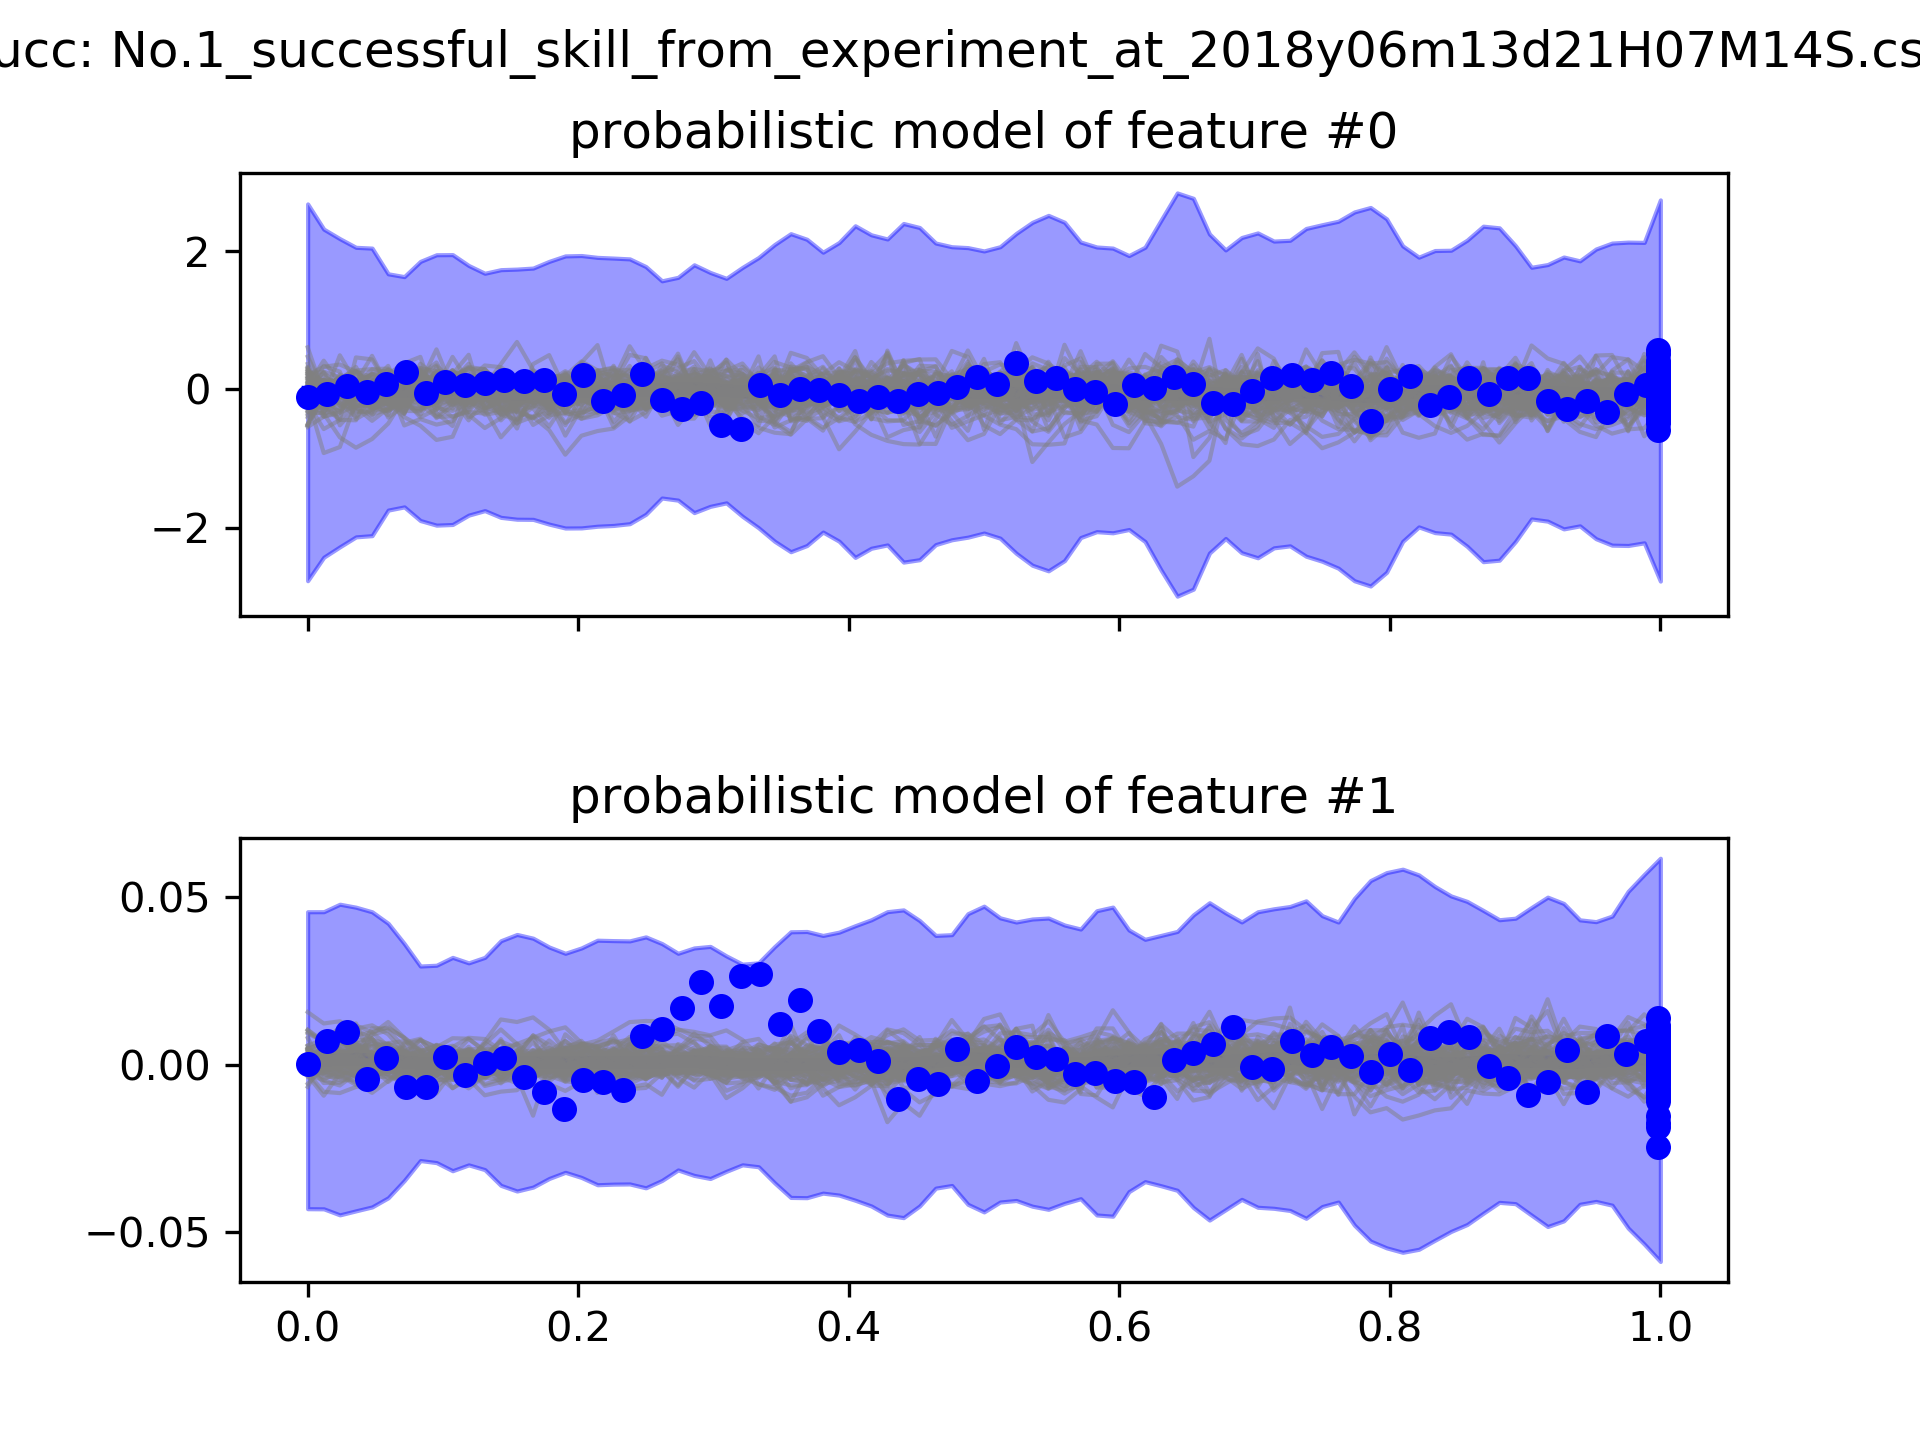 ucc: No.1_successful_skill_from_experiment_at_2018y06m13d21H07M14S.cs
probabilistic model of feature #0
2
0
−2
probabilistic model of feature #1
0.05
0.00
−0.05
0.0 0.2 0.4 0.6 0.8 1.0